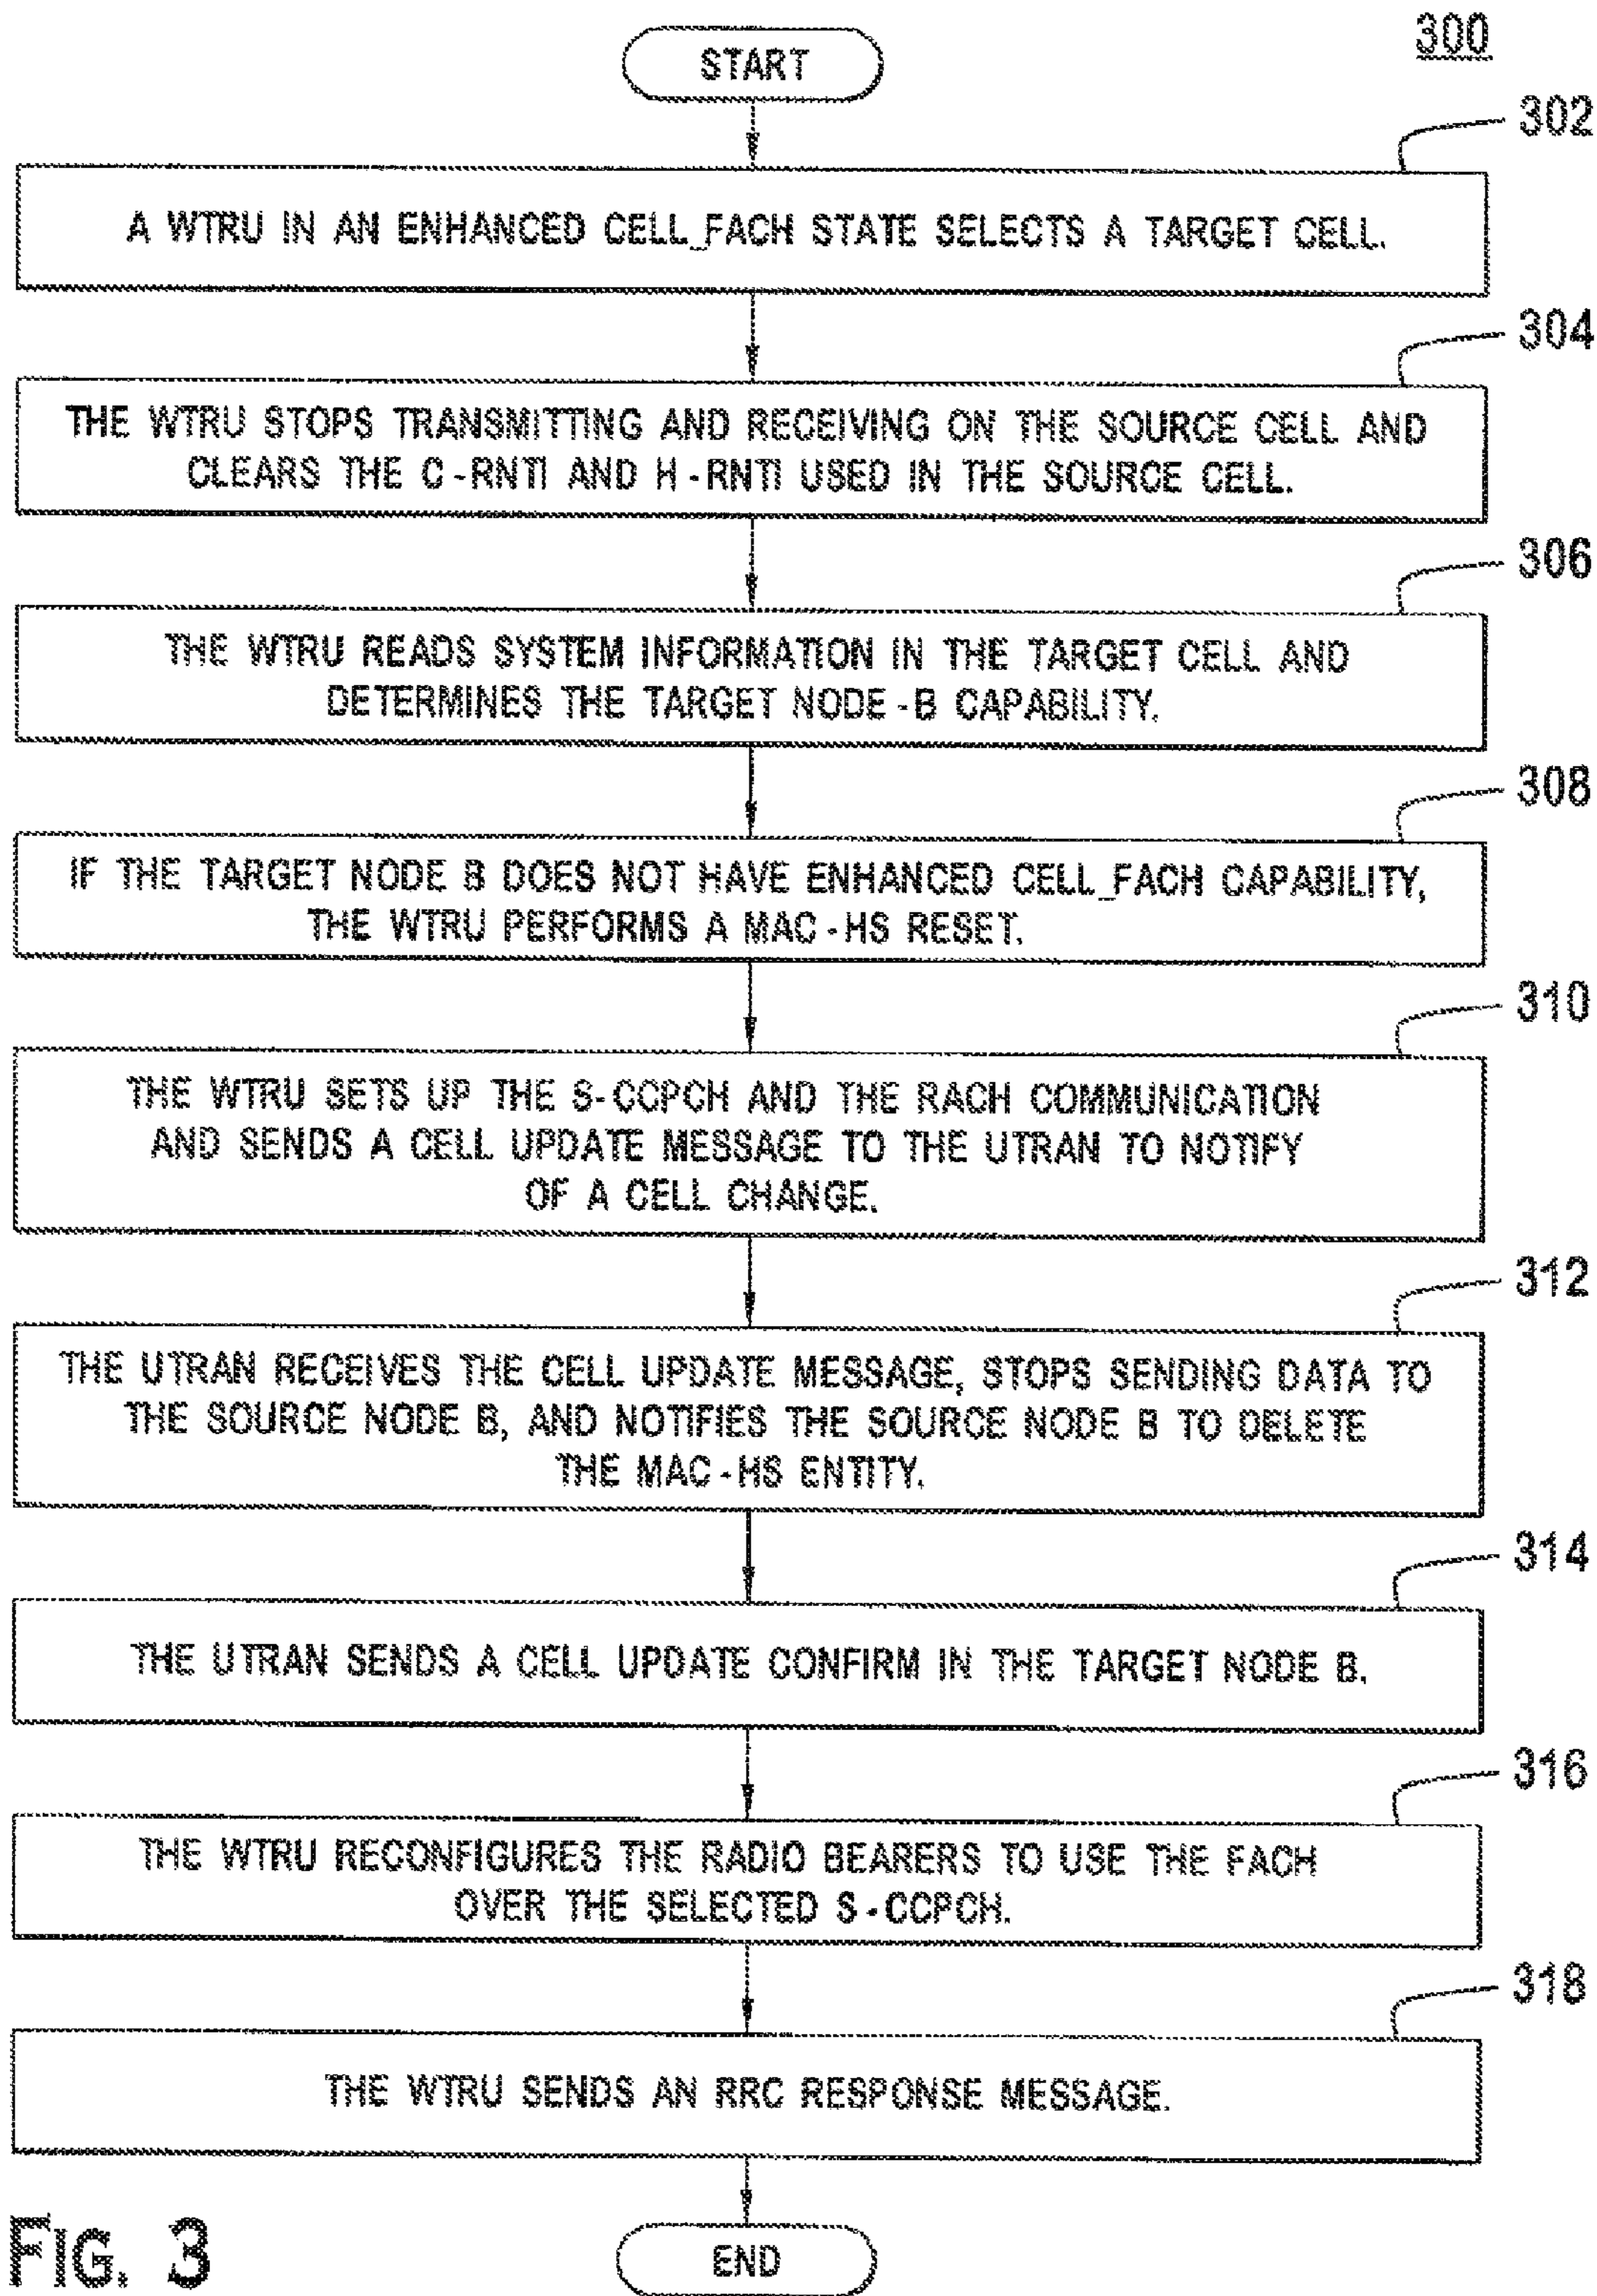 300
START
302
A WTRU IN AN ENHANCED CELL_FACH STATE SELECTS A TARGET CELL.
304
THE WTRU STOPS TRANSMITTING AND RECEIVING ON THE SOURCE CELL AND
CLEARS THE C-RNTI AND H-RNTI USED IN THE SOURCE CELL.
306
THE WTRU READS SYSTEM INFORMATION IN THE TARGET CELL AND
DETERMINES THE TARGET NODE-B CAPABILITY.
308
IF THE TARGET NODE B DOES NOT HAVE ENHANCED CELL_FACH CAPABILITY,
THE WTRU PERFORMS A MAC-HS RESET.
310
THE WTRU SETS UP THE S-CCPCH AND THE RACH COMMUNICATION
AND SENDS A CELL UPDATE MESSAGE TO THE UTRAN TO NOTIFY
OF A CELL CHANGE.
312
THE UTRAN RECEIVES THE CELL UPDATE MESSAGE, STOPS SENDING DATA TO
THE SOURCE NODE B, AND NOTIFIES THE SOURCE NODE B TO DELETE
THE MAC-HS ENTITY.
314
THE UTRAN SENDS A CELL UPDATE CONFIRM IN THE TARGET NODE B.
316
THE WTRU RECONFIGURES THE RADIO BEARERS TO USE THE FACH
OVER THE SELECTED S-CCPCH.
318
THE WTRU SENDS AN RRC RESPONSE MESSAGE.
END
FIG. 3